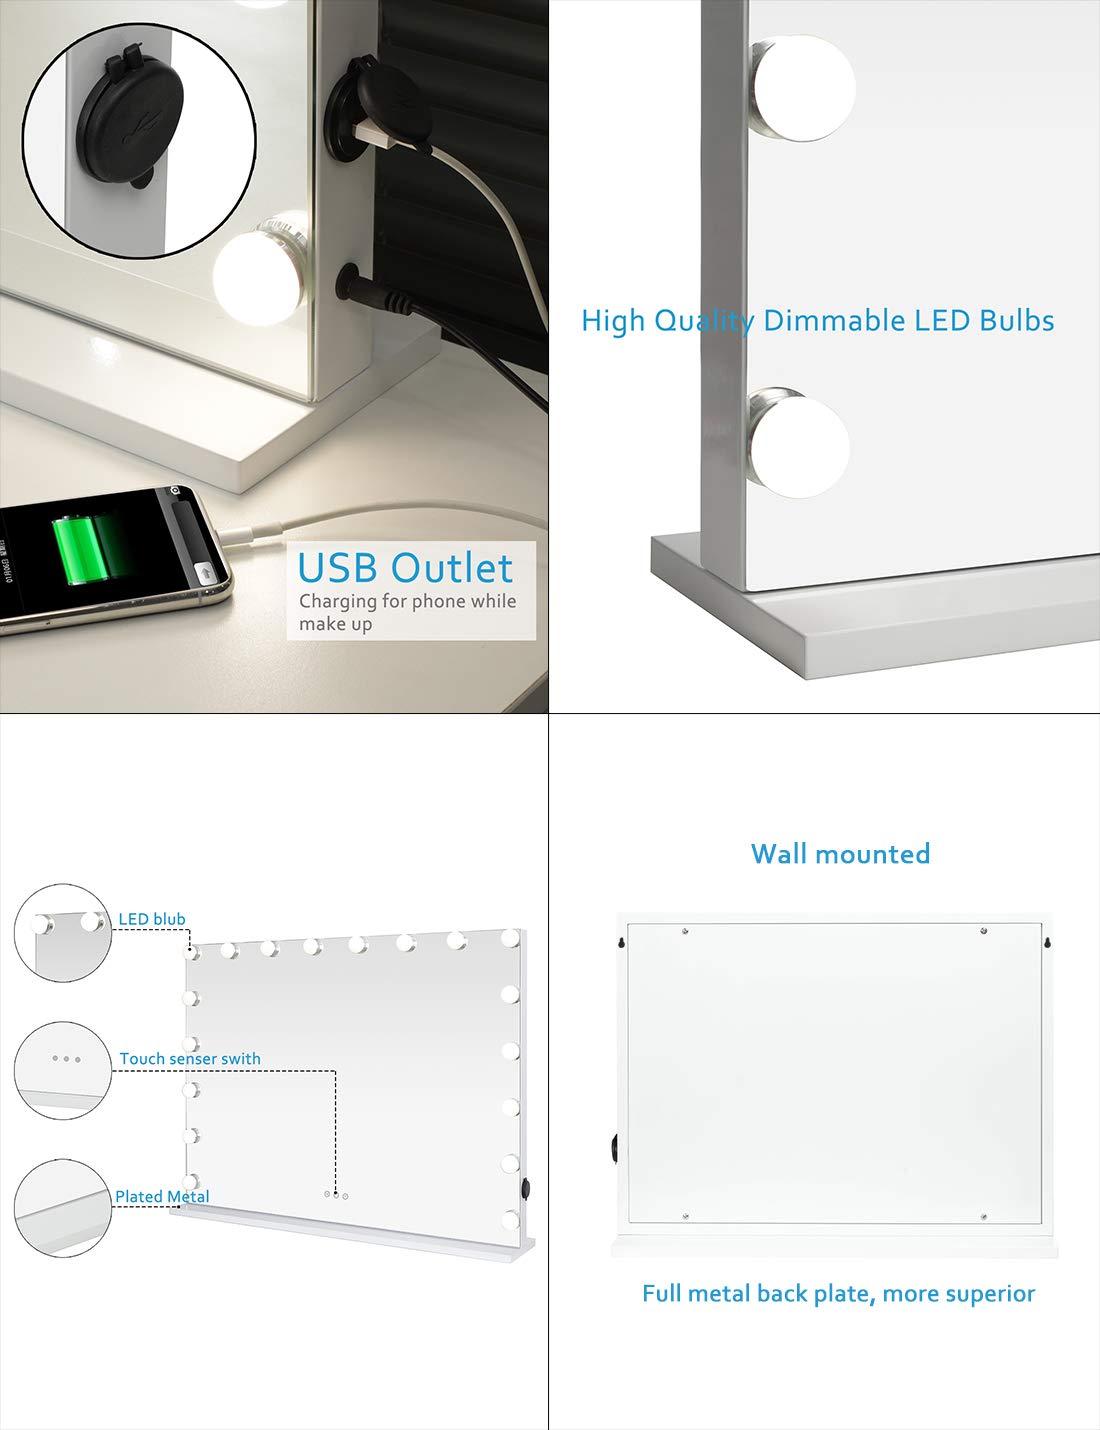 USB Outlet
Charging for phone while
make up
High Quality Dimmable LED Bulbs
LED blub
Touch senser swith
Plated Metal
Wall mounted
Full metal back plate, more superior